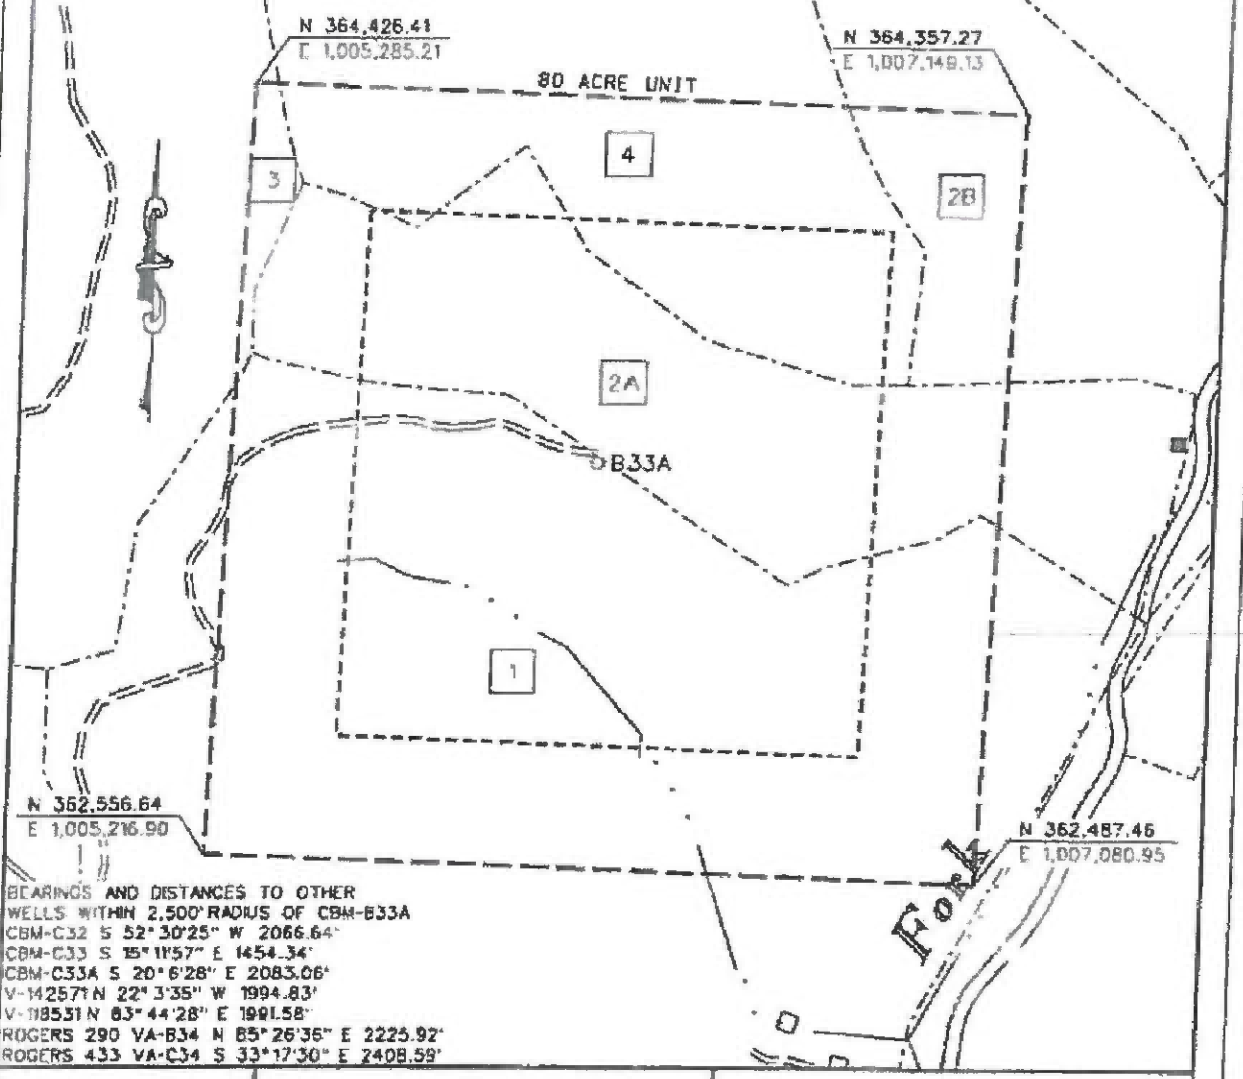 N 364,426.41
E 1,005,285.21
N 364,357.27
E 1,007,149.13
80 ACRE UNIT
4
3
2B
2A
B33A
1
N 362,556.64
E 1,005,216.90
N 362,487.46
E 1,007,080.95
Fork
BEARINGS AND DISTANCES TO OTHER
WELLS WITHIN 2,500' RADIUS OF CBM-B33A
CBM-C32 S 52°30'25" W 2066.64'
CBM-C33 S 15°11'57" E 1454.34'
CBM-C33A S 20°6'28" E 2083.06'
V-142571 N 22°3'35" W 1994.83'
V-118531 N 83°44'28" E 1991.58'
ROGERS 290 VA-B34 N 85°26'36" E 2225.92'
ROGERS 433 VA-C34 S 33°17'30" E 2408.59'